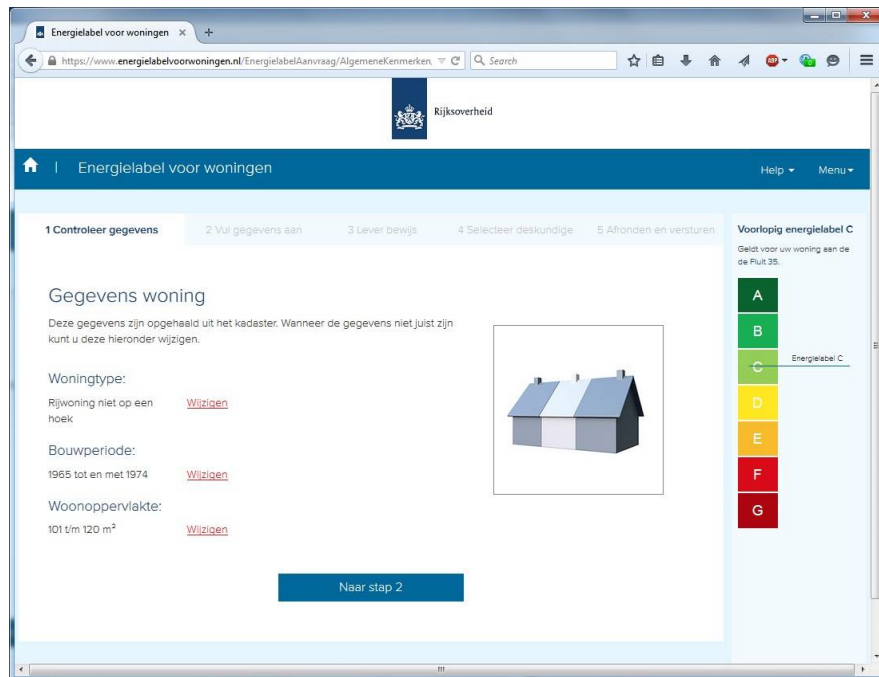 Energielabel voor woningen
https://www.energielabelvoorwoningen.nl/EnergielabelAanvraag/AlgemeneKenmerken,
Search
ABP
Rijksoverheid
Energielabel voor woningen
Help
Menu
1 Controleer gegevens
2 Vul gegevens aan
3 Lever bewijs
4 Selecteer deskundige
5 Afronden en versturen
Gegevens woning
Deze gegevens zijn opgehaald uit het kadaster. Wanneer de gegevens niet juist zijn
kunt u deze hieronder wijzigen.
Woningtype:
Rijwoning niet op een
hoek
Wijzigen
Bouwperiode:
1965 tot en met 1974
Wijzigen
Woonoppervlakte:
101 t/m 120 m²
Wijzigen
Naar stap 2
Voorlopig energielabel C
Geldt voor uw woning aan de
de Fluit 35.
A
B
C
Energielabel C
D
E
F
G